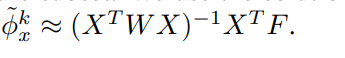 $\tilde{\phi}_x^k \approx (X^T W X)^{-1} X^T F.$